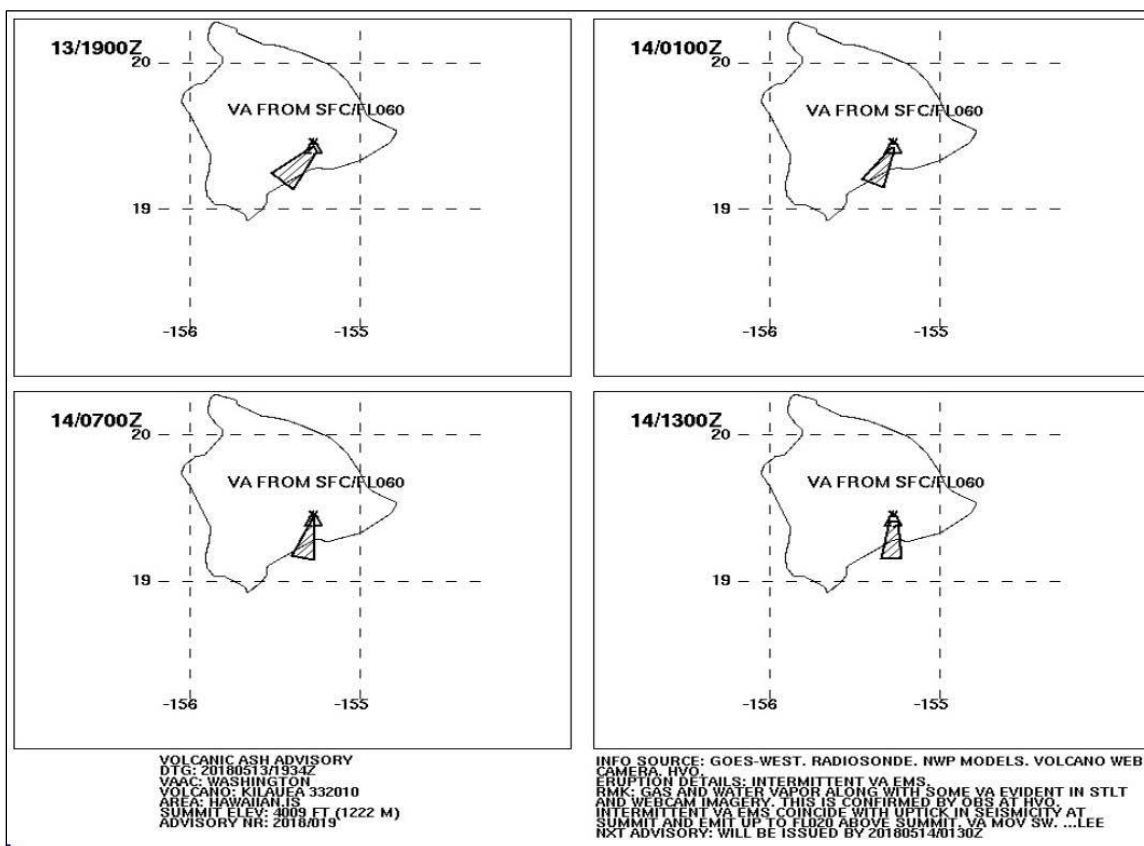 13/1900Z
20
VA FROM SFC/FL060
19
-156 -155
14/0100Z
20
VA FROM SFC/FL060
19
-156 -155
14/0700Z
20
VA FROM SFC/FL060
19
-156 -155
14/1300Z
20
VA FROM SFC/FL060
19
-156 -155
VOLCANIC ASH ADVISORY
DTG: 20180513/1934Z
VAAC: WASHINGTON
VOLCANO: KILAUEA 332010
AREA: HAWAIIAN.IS
SUMMIT ELEV: 4009 FT (1222 M)
ADVISORY NR: 2018/019
INFO SOURCE: GOES-WEST. RADIOSONDE. NWP MODELS. VOLCANO WEB
CAMERA. HVO.
ERUPTION DETAILS: INTERMITTENT VA EMS.
RMK: GAS AND WATER VAPOR ALONG WITH SOME VA EVIDENT IN STLT
AND WEBCAM IMAGERY. THIS IS CONFIRMED BY OBS AT HVO.
INTERMITTENT VA EMS COINCIDE WITH UPTICK IN SEISMICITY AT
SUMMIT AND EMIT UP TO FL020 ABOVE SUMMIT. VA MOV SW. ...LEE
NXT ADVISORY: WILL BE ISSUED BY 20180514/0130Z